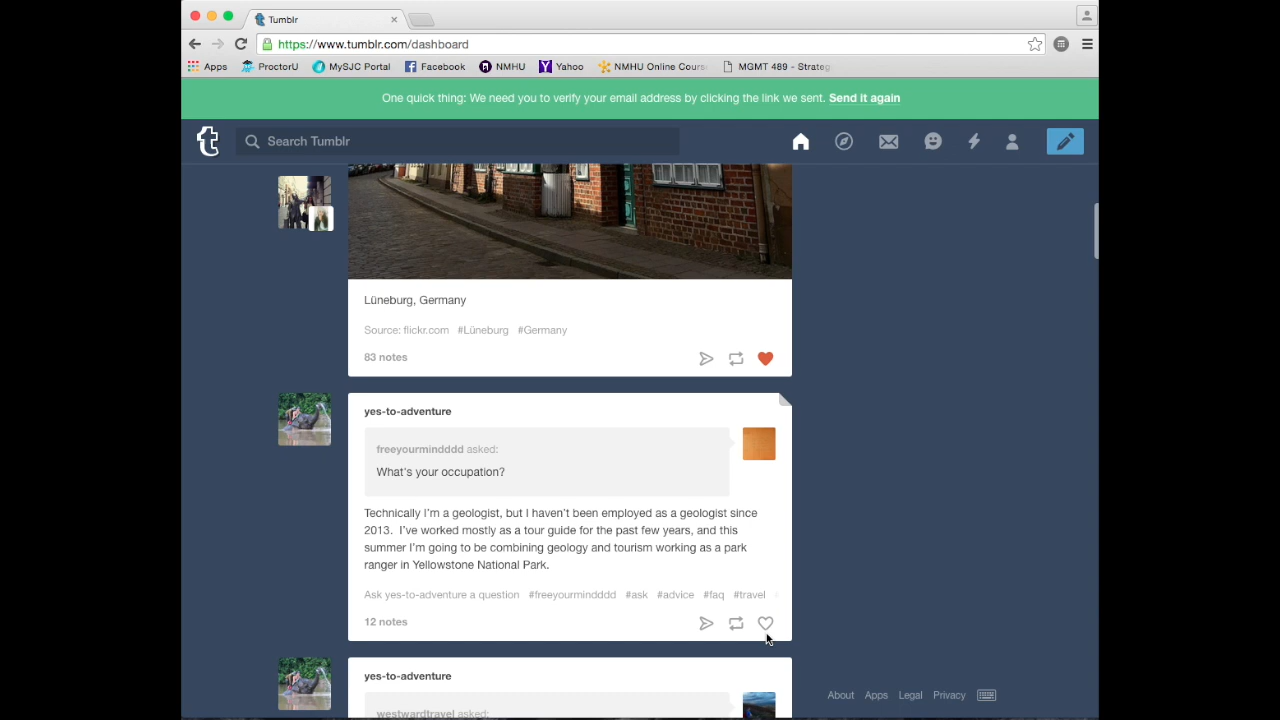 Tumblr
https://www.tumblr.com/dashboard
Apps ProctorU MySJC Portal Facebook NMHU Yahoo NMHU Online Cours MGMT 489 - Strateg
One quick thing: We need you to verify your email address by clicking the link we sent. Send it again
Search Tumblr
Lüneburg, Germany
Source: flickr.com #Lüneburg #Germany
83 notes
yes-to-adventure
freeyourmindddd asked:
What's your occupation?
Technically I'm a geologist, but I haven't been employed as a geologist since
2013. I've worked mostly as a tour guide for the past few years, and this
summer I'm going to be combining geology and tourism working as a park
ranger in Yellowstone National Park.
Ask yes-to-adventure a question #freeyourmindddd #ask #advice #faq #travel
12 notes
yes-to-adventure
westwardtravel asked:
About Apps Legal Privacy